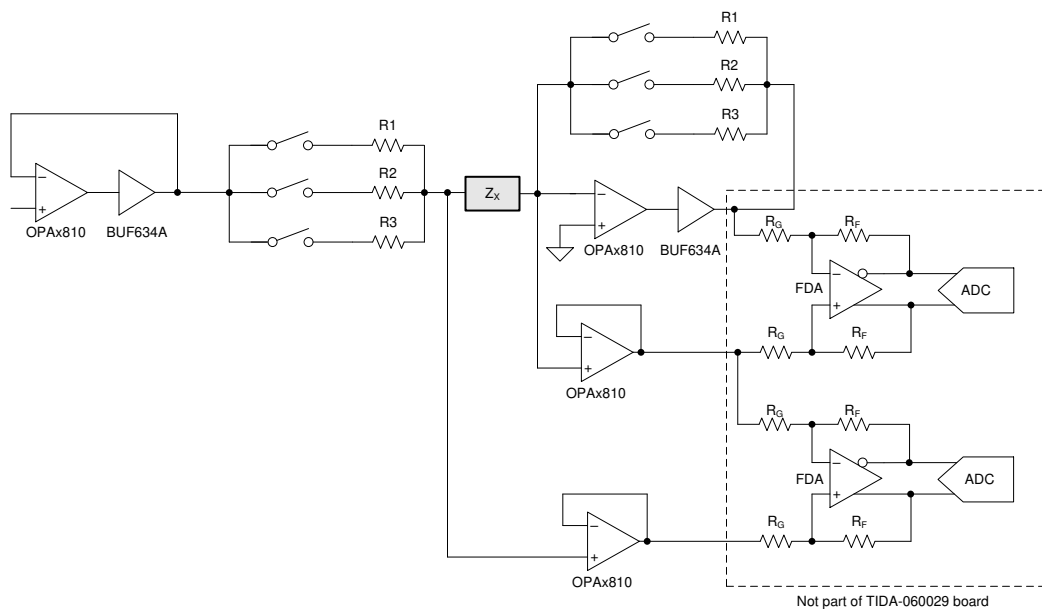 R1
R2
R3
R1
R2
R3
−
+
OPAx810
BUF634A
ZX
−
+
OPAx810
BUF634A
RG
RF
−
+
FDA
ADC
RG
RF
−
+
OPAx810
RG
RF
−
+
FDA
ADC
RG
RF
−
+
OPAx810
Not part of TIDA-060029 board